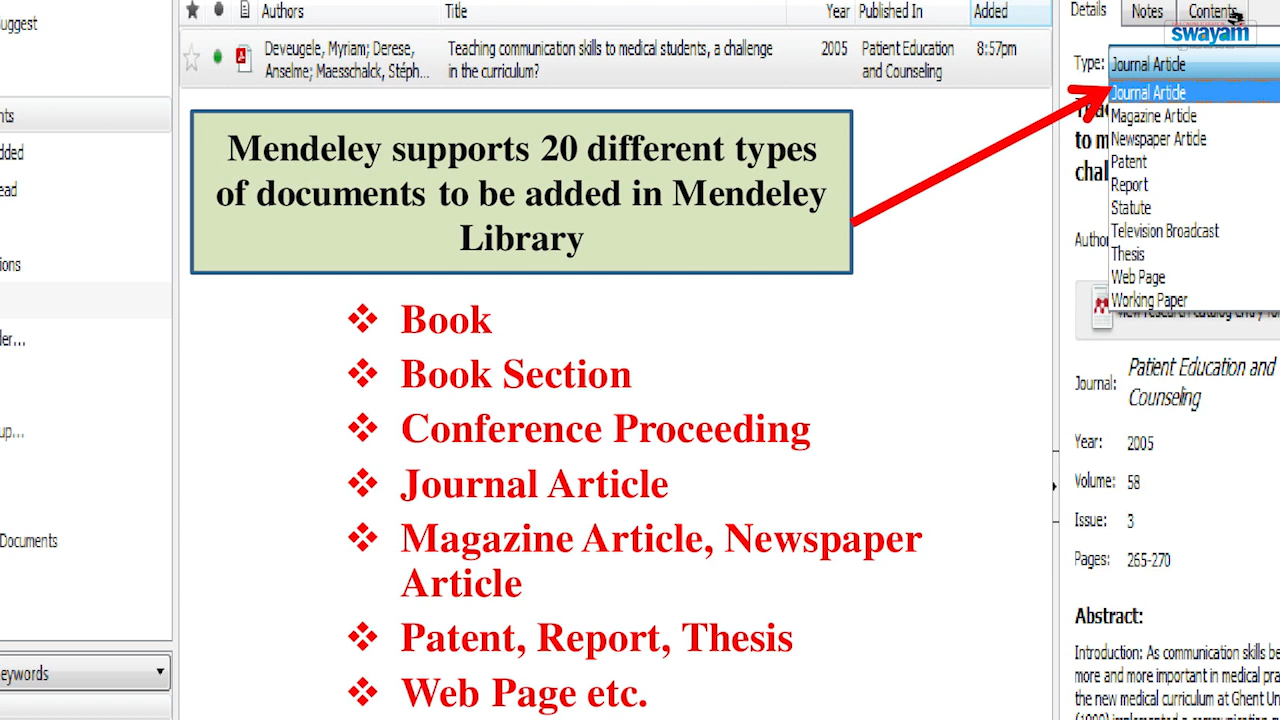 uggest
Authors
Title
Year
Published In
Added
Details
Notes
Contents
swayam
Deveugele, Myriam; Derese,
Anselme; Maesschalck, Stéph...
Teaching communication skills to medical students, a challenge
in the curriculum?
2005
Patient Education
and Counseling
8:57pm
Type:
Journal Article
Journal Article
Magazine Article
Newspaper Article
Patent
Report
Statute
Television Broadcast
Thesis
Web Page
Working Paper
to m
chal
Autho
nts
dded
ead
ions
der...
up...
Documents
eywords
Mendeley supports 20 different types
of documents to be added in Mendeley
Library
❖ Book
❖ Book Section
❖ Conference Proceeding
❖ Journal Article
❖ Magazine Article, Newspaper
Article
❖ Patent, Report, Thesis
❖ Web Page etc.
Journal:
Patient Education and
Counseling
Year: 2005
Volume: 58
Issue: 3
Pages: 265-270
Abstract:
Introduction: As communication skills be
more and more important in medical pra
the new medical curriculum at Ghent Un